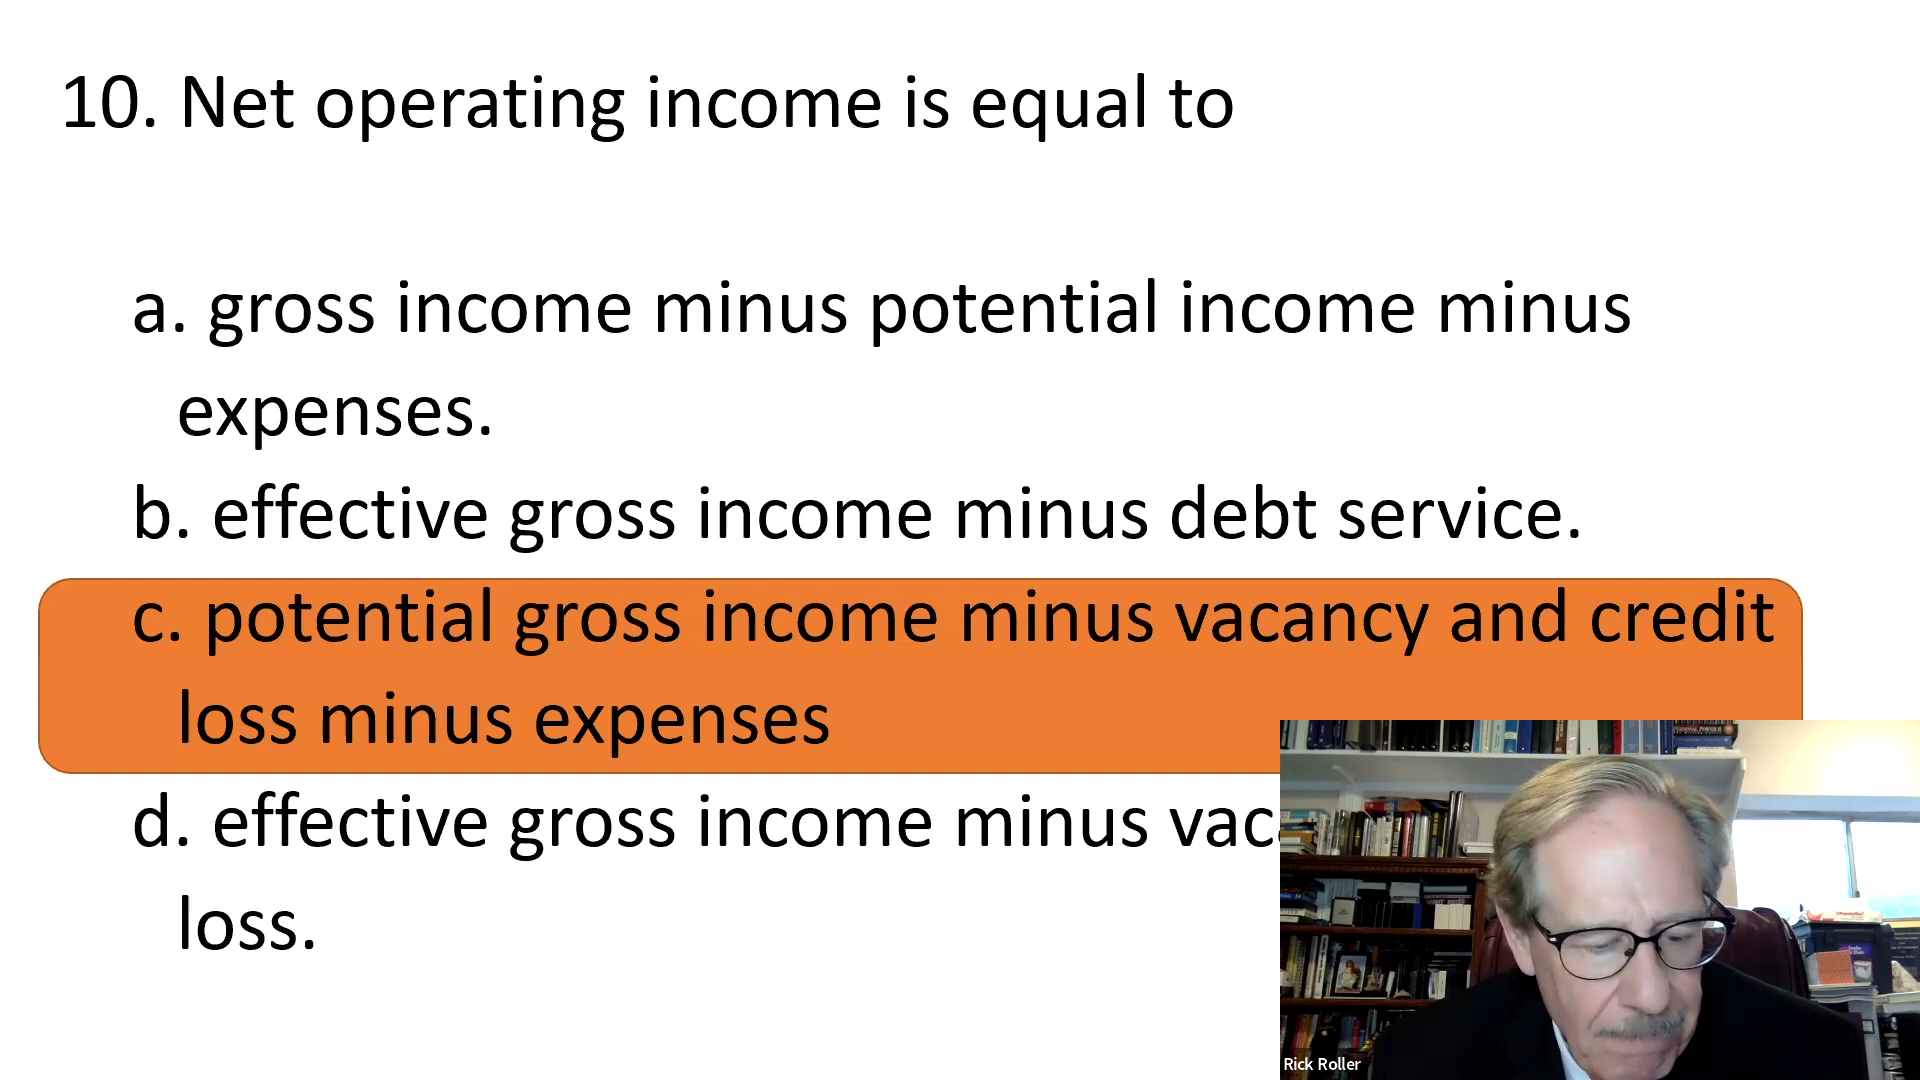 10. Net operating income is equal to
a. gross income minus potential income minus
expenses.
b. effective gross income minus debt service.
c. potential gross income minus vacancy and credit
loss minus expenses
d. effective gross income minus
loss.
Rick Roller